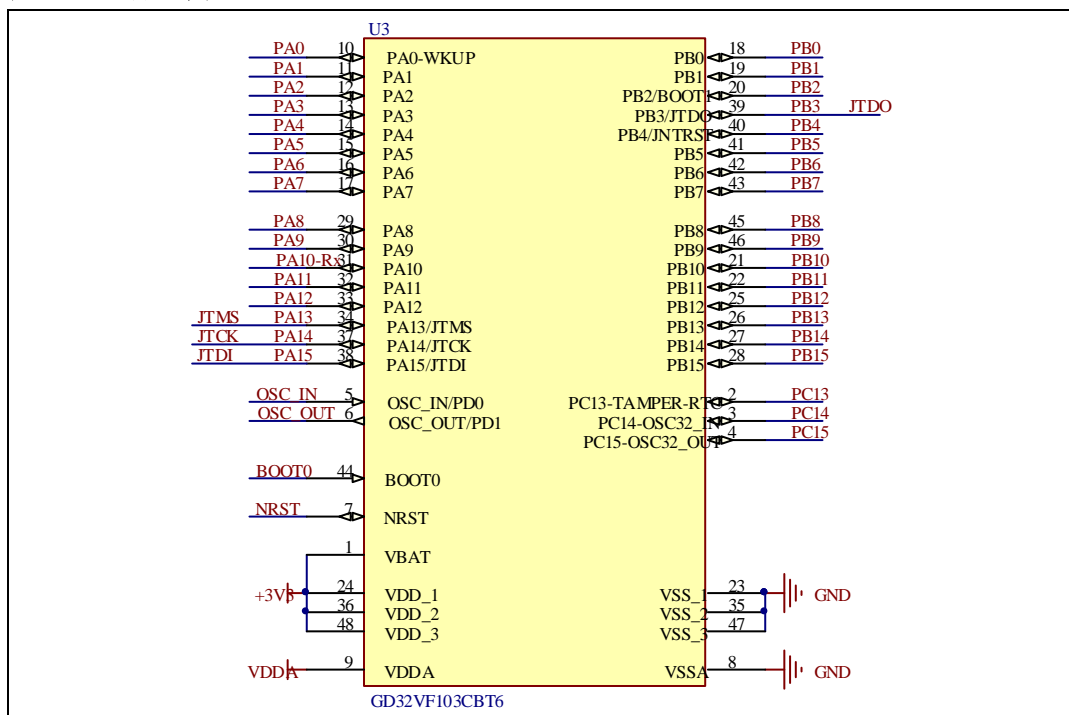 U3
PA0 10 PA0-WKUP PB0 18 PB0
PA1 11 PA1 PB1 19 PB1
PA2 12 PA2 PB2/BOOT1 20 PB2
PA3 13 PA3 PB3/JTDO 39 PB3 JTDO
PA4 14 PA4 PB4/JNTRST 40 PB4
PA5 15 PA5 PB5 41 PB5
PA6 16 PA6 PB6 42 PB6
PA7 17 PA7 PB7 43 PB7
PA8 29 PA8 PB8 45 PB8
PA9 30 PA9 PB9 46 PB9
PA10-Rx 31 PA10 PB10 21 PB10
PA11 32 PA11 PB11 22 PB11
PA12 33 PA12 PB12 25 PB12
JTMS PA13 34 PA13/JTMS PB13 26 PB13
JTCK PA14 37 PA14/JTCK PB14 27 PB14
JTDI PA15 38 PA15/JTDI PB15 28 PB15
OSC_IN 5 OSC_IN/PD0 PC13-TAMPER-RTC 2 PC13
OSC_OUT 6 OSC_OUT/PD1 PC14-OSC32_IN 3 PC14
PC15-OSC32_OUT 4 PC15
BOOT0 44 BOOT0
NRST 7 NRST
1 VBAT
+3V3 24 VDD_1 VSS_1 23 GND
36 VDD_2 VSS_2 35
48 VDD_3 VSS_3 47
VDDA 9 VDDA VSSA 8 GND
GD32VF103CBT6